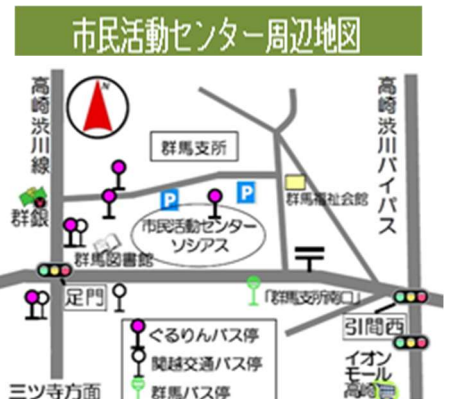 市民活動センター周辺地図
高崎渋川線
N
高崎渋川バイパス
群馬支所
P
P
群馬福祉会館
群銀
市民活動センター
ソシアス
群馬図書館
「群馬支所南口」
足門
引間西
ぐるりんバス停
関越交通バス停
群馬バス停
イオン
モール
高崎
三ツ寺方面